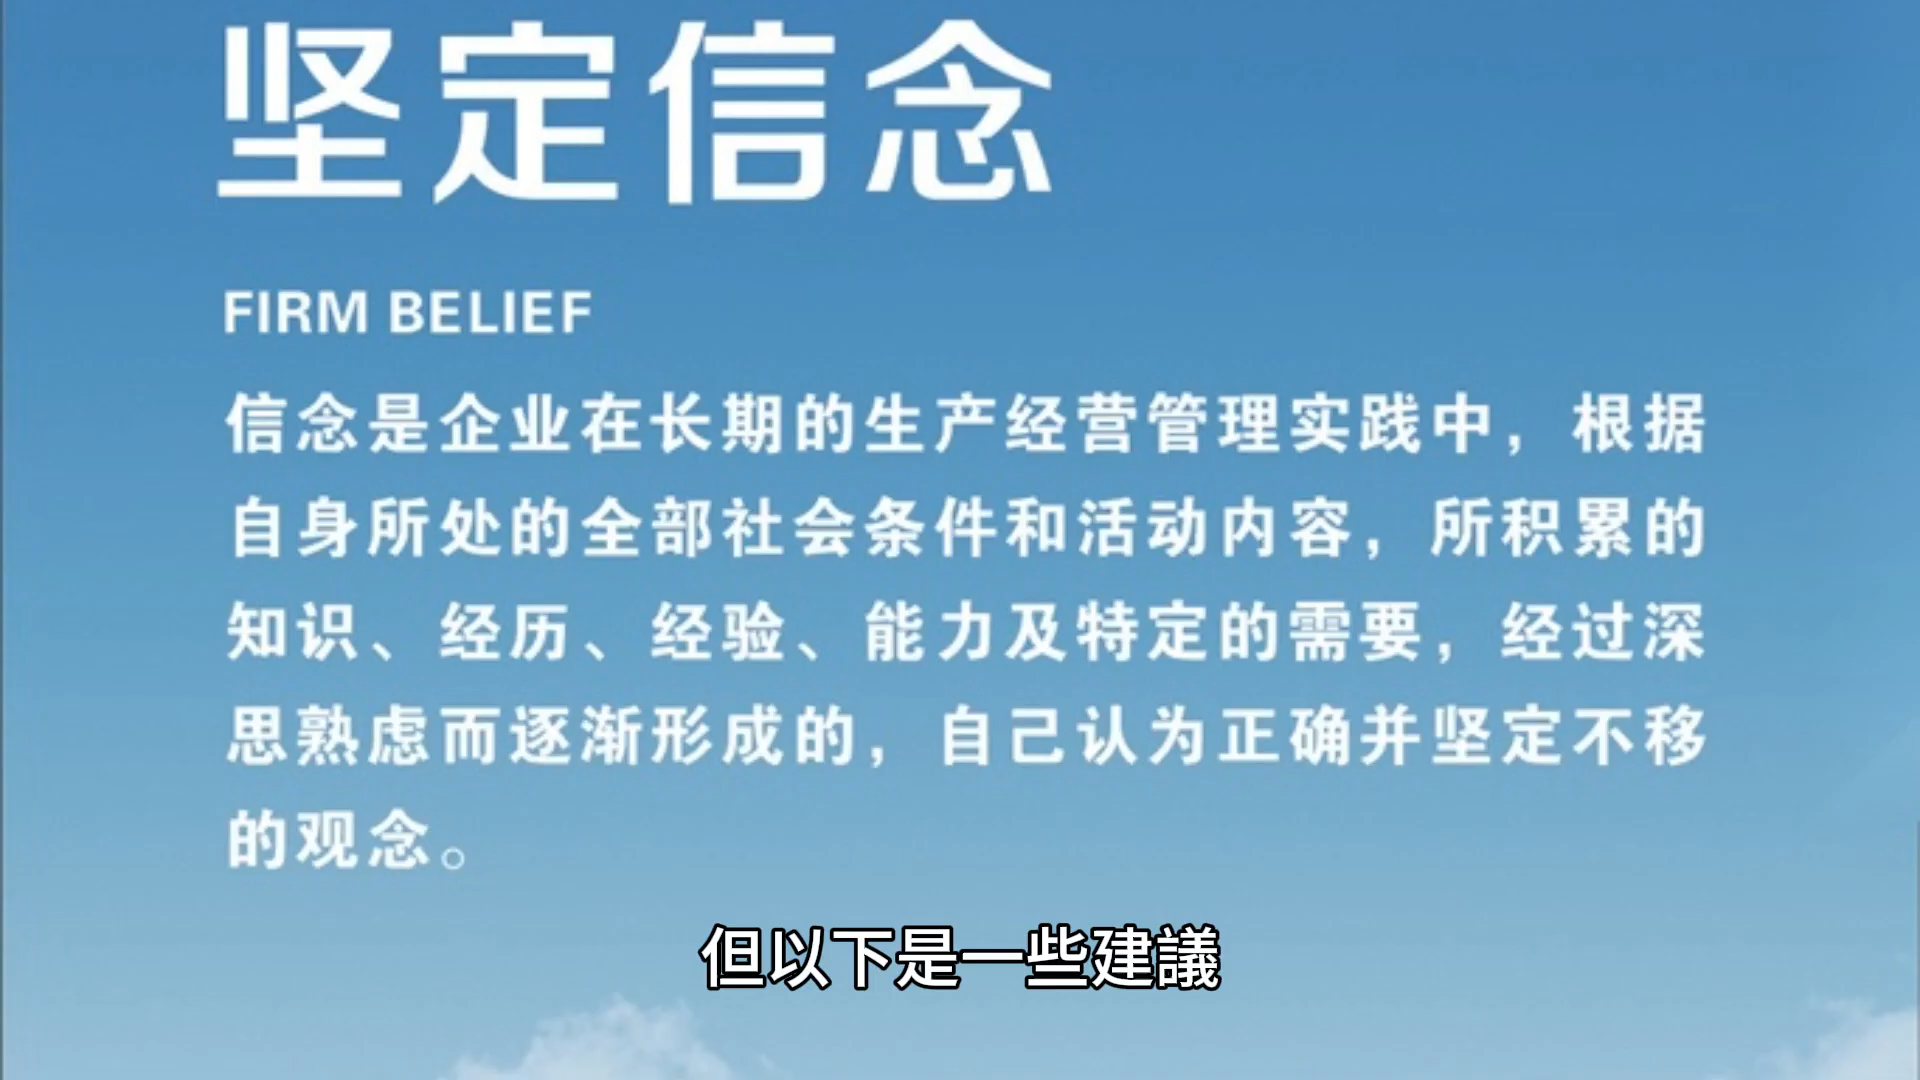 坚定信念
FIRM BELIEF
信念是企业在长期的生产经营管理实践中，根据
自身所处的全部社会条件和活动内容，所积累的
知识、经历、经验、能力及特定的需要，经过深
思熟虑而逐渐形成的，自己认为正确并坚定不移
的观念。
但以下是一些建議